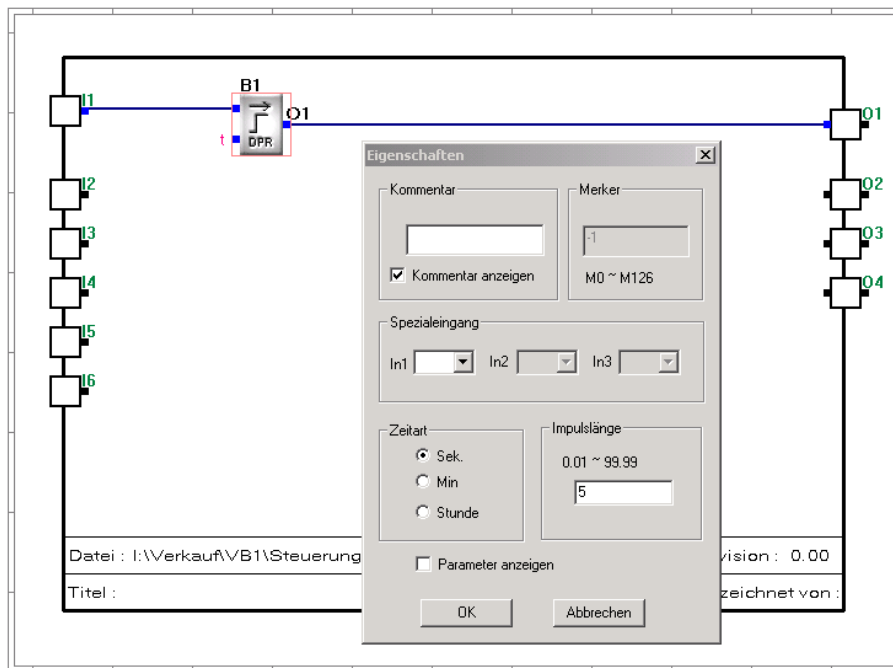 B1
I1
O1
t
DPR
I2
I3
I4
I5
I6
O1
O2
O3
O4
Eigenschaften
Kommentar
Kommentar anzeigen
Merker
-1
M0 ~ M126
Spezialeingang
In1
In2
In3
Zeitart
Sek.
Min
Stunde
Impulslänge
0.01 ~ 99.99
5
Parameter anzeigen
OK
Abbrechen
Datei : I:\Verkauf\VB1\Steuerung
vision : 0.00
Titel :
zeichnet von :